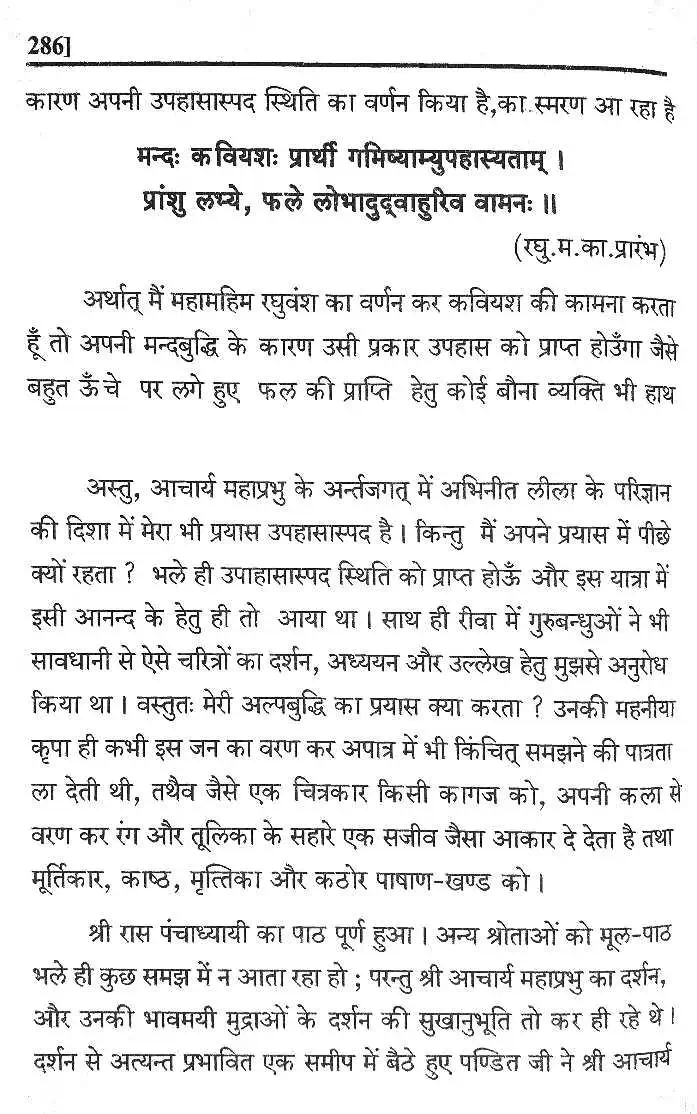 286]
कारण अपनी उपहासास्पद स्थिति का वर्णन किया है,का स्मरण आ रहा है
मन्दः कवियशः प्रार्थी गमिष्याम्युपहास्यताम् ।
प्रांशु लभ्ये, फले लोभादुद्वाहुरिव वामनः ॥
(रघु.म.का.प्रारंभ)
अर्थात् मैं महामहिम रघुवंश का वर्णन कर कवियश की कामना करता
हूँ तो अपनी मन्दबुद्धि के कारण उसी प्रकार उपहास को प्राप्त होउँगा जैसे
बहुत ऊँचे पर लगे हुए फल की प्राप्ति हेतु कोई बौना व्यक्ति भी हाथ
अस्तु, आचार्य महाप्रभु के अर्न्तजगत् में अभिनीत लीला के परिज्ञान
की दिशा में मेरा भी प्रयास उपहासास्पद है । किन्तु मैं अपने प्रयास में पीछे
क्यों रहता ? भले ही उपाहासास्पद स्थिति को प्राप्त होऊँ और इस यात्रा में
इसी आनन्द के हेतु ही तो आया था । साथ ही रीवा में गुरुबन्धुओं ने भी
सावधानी से ऐसे चरित्रों का दर्शन, अध्ययन और उल्लेख हेतु मुझसे अनुरोध
किया था । वस्तुतः मेरी अल्पबुद्धि का प्रयास क्या करता ? उनकी महनीया
कृपा ही कभी इस जन का वरण कर अपात्र में भी किंचित् समझने की पात्रता
ला देती थी, तथैव जैसे एक चित्रकार किसी कागज को, अपनी कला से
वरण कर रंग और तूलिका के सहारे एक सजीव जैसा आकार दे देता है तथा
मूर्तिकार, काष्ठ, मृत्तिका और कठोर पाषाण-खण्ड को ।
श्री रास पंचाध्यायी का पाठ पूर्ण हुआ । अन्य श्रोताओं को मूल-पाठ
भले ही कुछ समझ में न आता रहा हो ; परन्तु श्री आचार्य महाप्रभु का दर्शन,
और उनकी भावमयी मुद्राओं के दर्शन की सुखानुभूति तो कर ही रहे थे ।
दर्शन से अत्यन्त प्रभावित एक समीप में बैठे हुए पण्डित जी ने श्री आचार्य